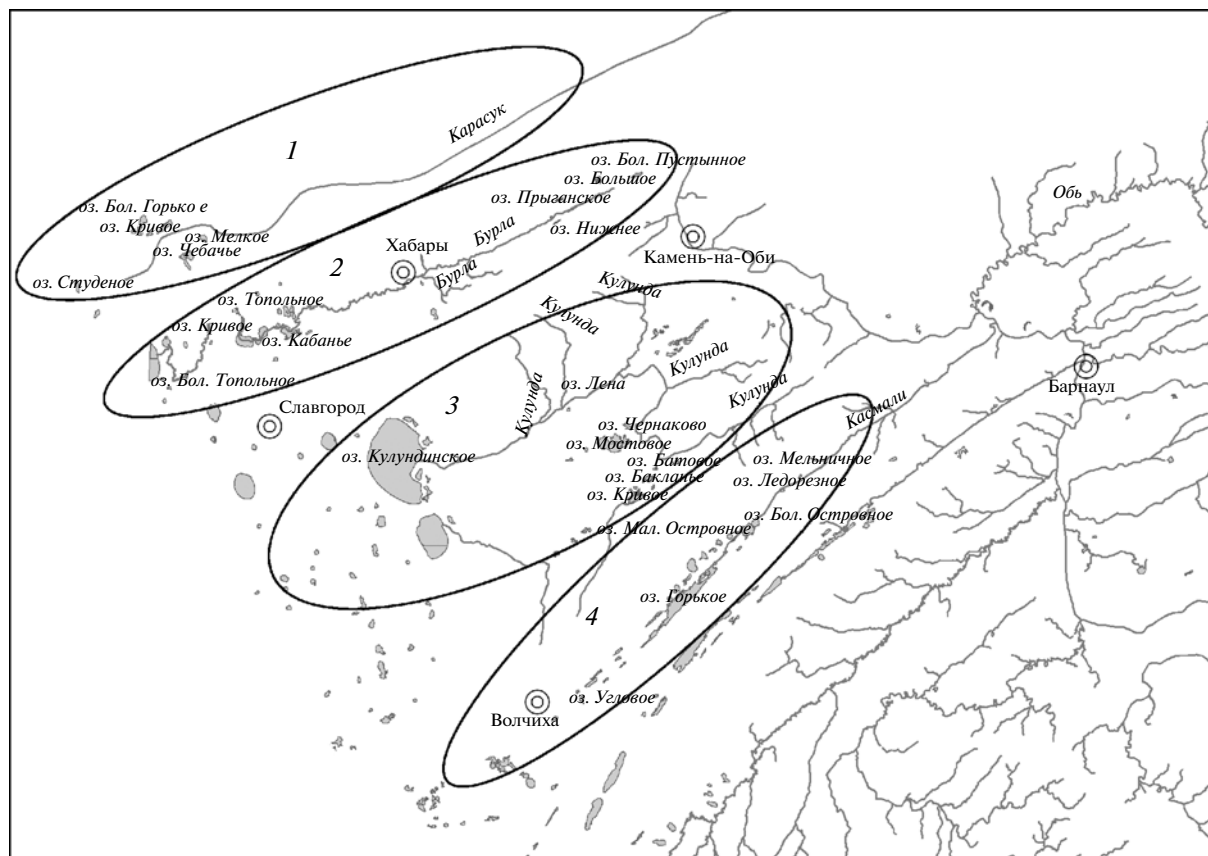 Карасук
1
оз. Бол. Горько е
оз. Кривое
оз. Мелкое
оз. Чебачье
оз. Студеное
оз. Бол. Пустынное
оз. Большое
оз. Прыганское
Бурла
оз. Нижнее
Хабары
2
Бурла
оз. Топольное
оз. Кривое
оз. Кабанье
оз. Бол. Топольное
Камень-на-Оби
Обь
Барнаул
Славгород
Кулунда
Кулунда
Кулунда
Кулунда
Кулунда
3
оз. Лена
оз. Кулундинское
оз. Чернаково
оз. Мостовое
оз. Батовое
оз. Бакланье
оз. Кривое
Касмали
оз. Мельничное
оз. Ледорезное
оз. Бол. Островное
оз. Мал. Островное
оз. Горькое
4
оз. Угловое
Волчиха